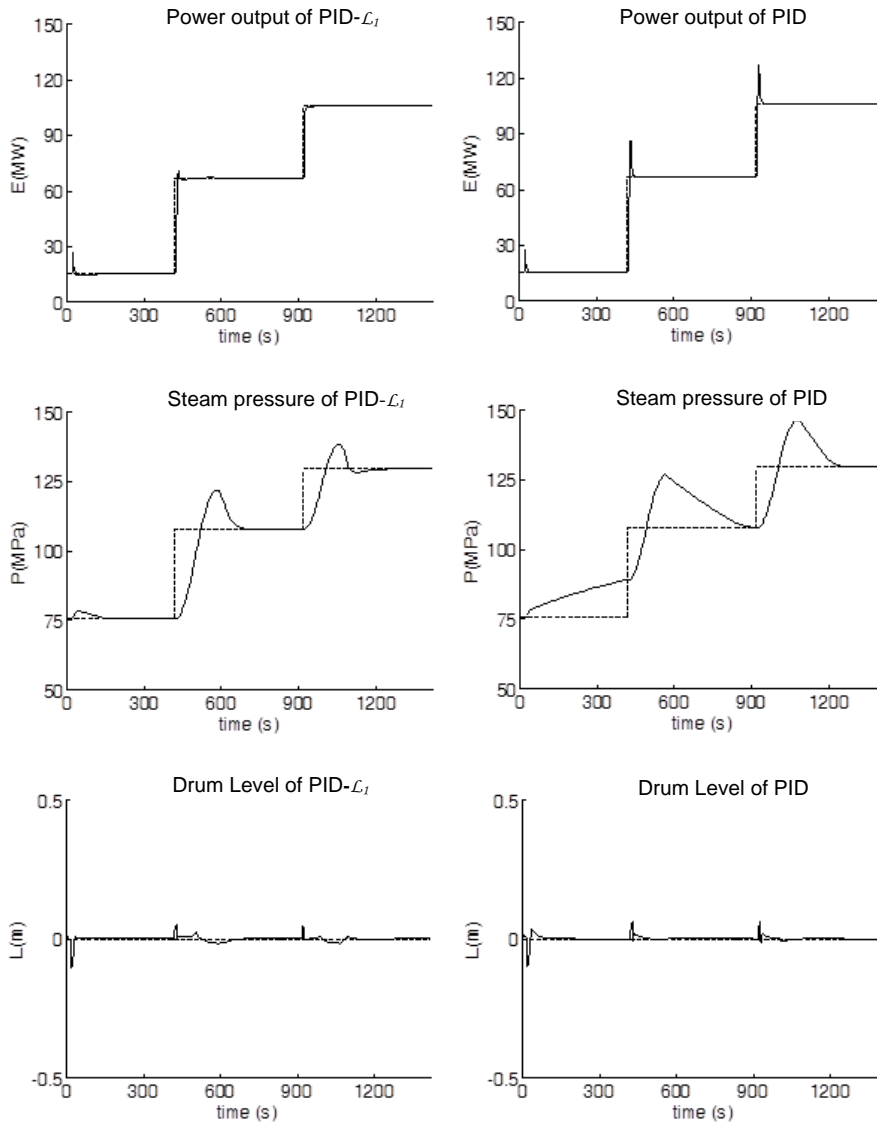 Power output of PID-ℒ₁
150
120
90
60
30
0
E(MW)
0 300 600 900 1200
time (s)
Power output of PID
150
120
90
60
30
0
E(MW)
0 300 600 900 1200
time (s)
Steam pressure of PID-ℒ₁
150
125
100
75
50
P(MPa)
0 300 600 900 1200
time (s)
Steam pressure of PID
150
125
100
75
50
P(MPa)
0 300 600 900 1200
time (s)
Drum Level of PID-ℒ₁
0.5
0
-0.5
L(m)
0 300 600 900 1200
time (s)
Drum Level of PID
0.5
0
-0.5
L(m)
0 300 600 900 1200
time (s)